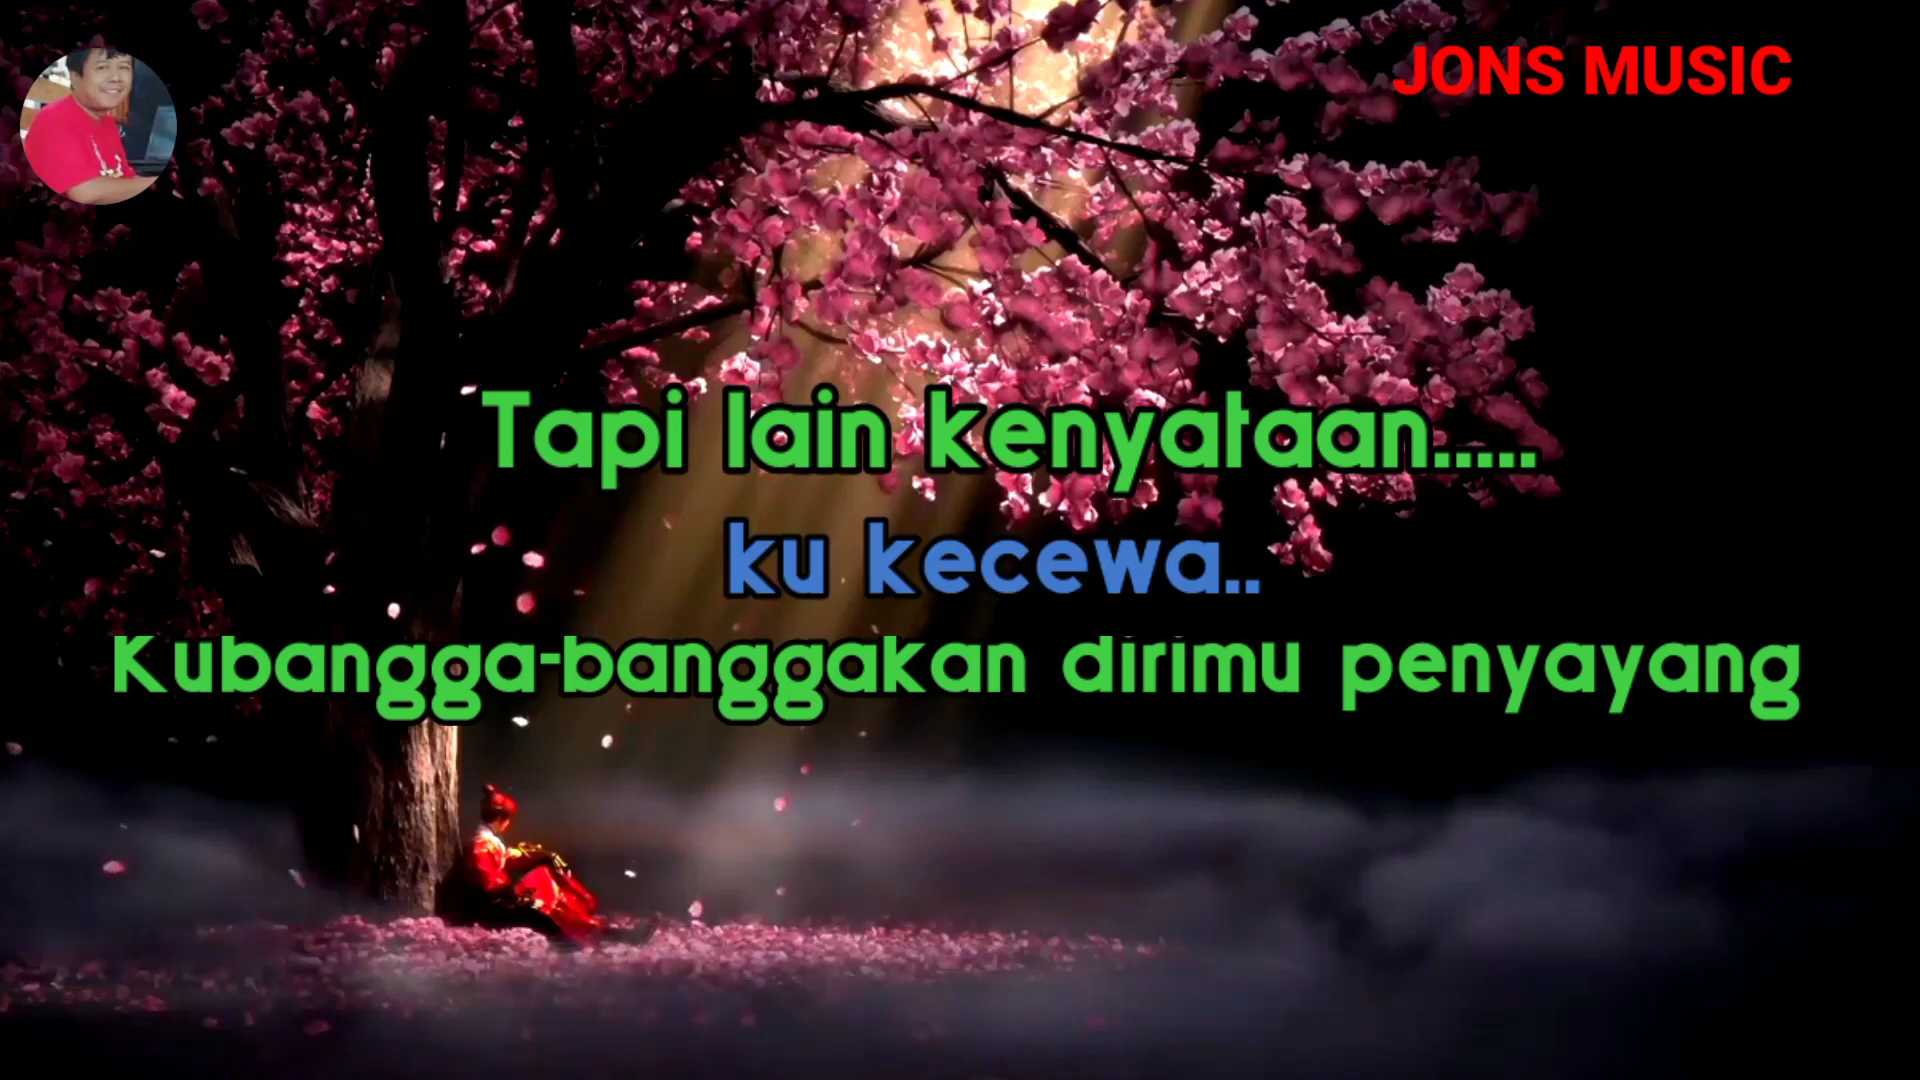 JONS MUSIC
Tapi lain kenyataan.....
ku kecewa..
Kubangga-banggakan dirimu penyayang